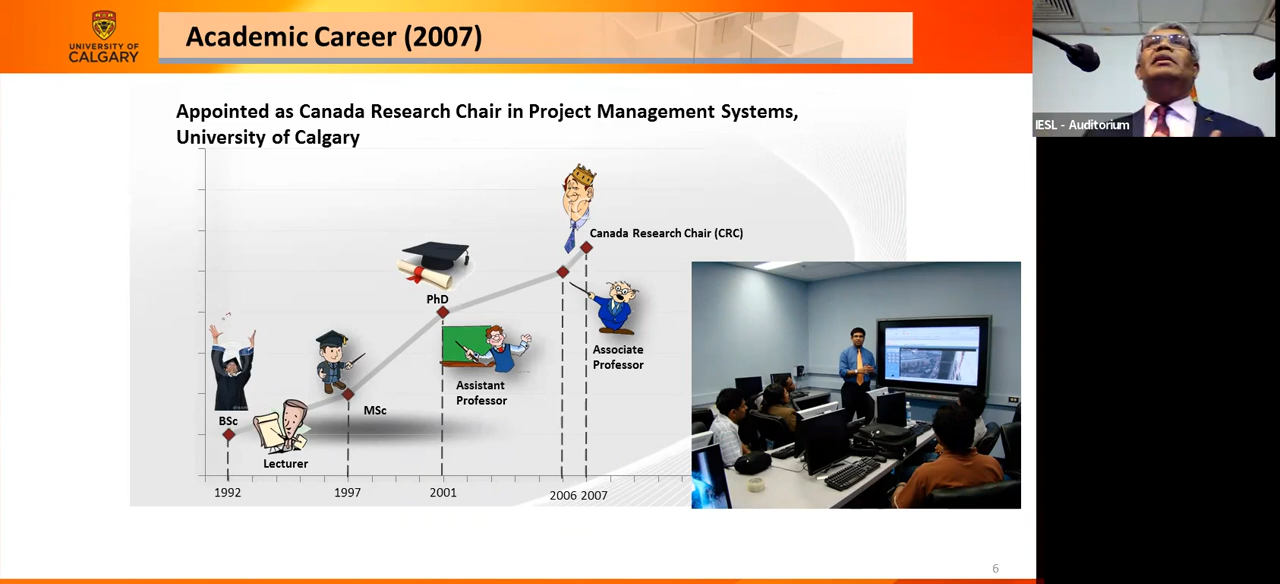 UNIVERSITY OF
CALGARY
Academic Career (2007)
IESL - Auditorium
Appointed as Canada Research Chair in Project Management Systems,
University of Calgary
Canada Research Chair (CRC)
PhD
Associate
Professor
Assistant
Professor
MSc
BSc
Lecturer
1992
1997
2001
2006 2007
6